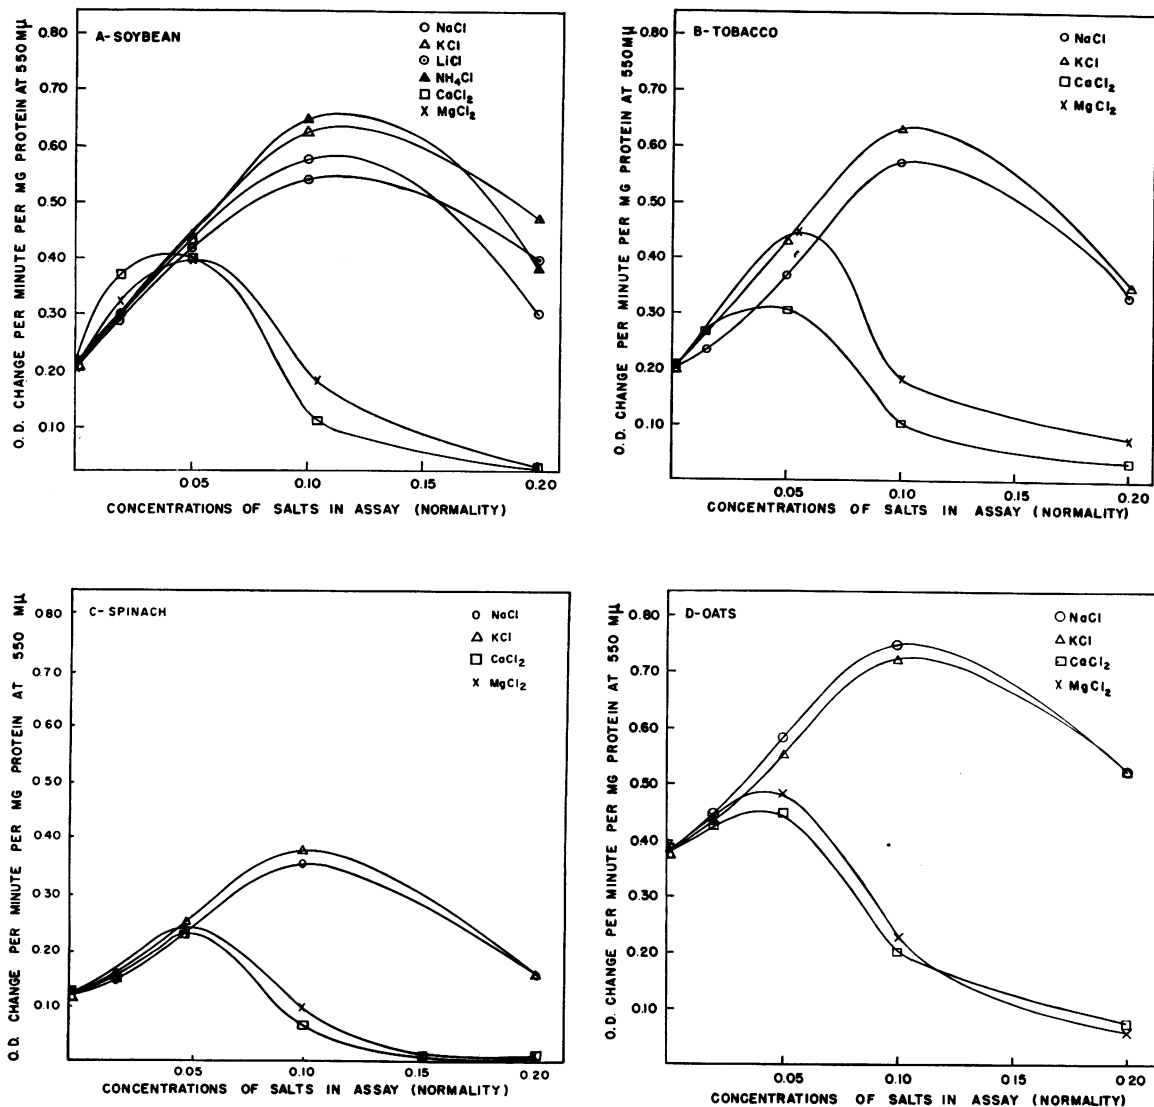 A-SOYBEAN
NaCl
KCl
LiCl
NH₄Cl
CaCl₂
MgCl₂
O.D. CHANGE PER MINUTE PER MG PROTEIN AT 550 Mμ
0.80
0.70
0.60
0.50
0.40
0.30
0.20
0.10
0.05 0.10 0.15 0.20
CONCENTRATIONS OF SALTS IN ASSAY (NORMALITY)
B-TOBACCO
NaCl
KCl
CaCl₂
MgCl₂
O.D. CHANGE PER MINUTE PER MG PROTEIN AT 550 Mμ
0.80
0.70
0.60
0.50
0.40
0.30
0.20
0.10
0.05 0.10 0.15 0.20
CONCENTRATIONS OF SALTS IN ASSAY (NORMALITY)
C-SPINACH
NaCl
KCl
CaCl₂
MgCl₂
O.D. CHANGE PER MINUTE PER MG PROTEIN AT 550 Mμ
0.80
0.70
0.60
0.50
0.40
0.30
0.20
0.10
0.05 0.10 0.15 0.20
CONCENTRATIONS OF SALTS IN ASSAY (NORMALITY)
D-OATS
NaCl
KCl
CaCl₂
MgCl₂
O.D. CHANGE PER MINUTE PER MG PROTEIN AT 550 Mμ
0.80
0.70
0.60
0.50
0.40
0.30
0.20
0.10
0.05 0.10 0.15 0.20
CONCENTRATIONS OF SALTS IN ASSAY (NORMALITY)